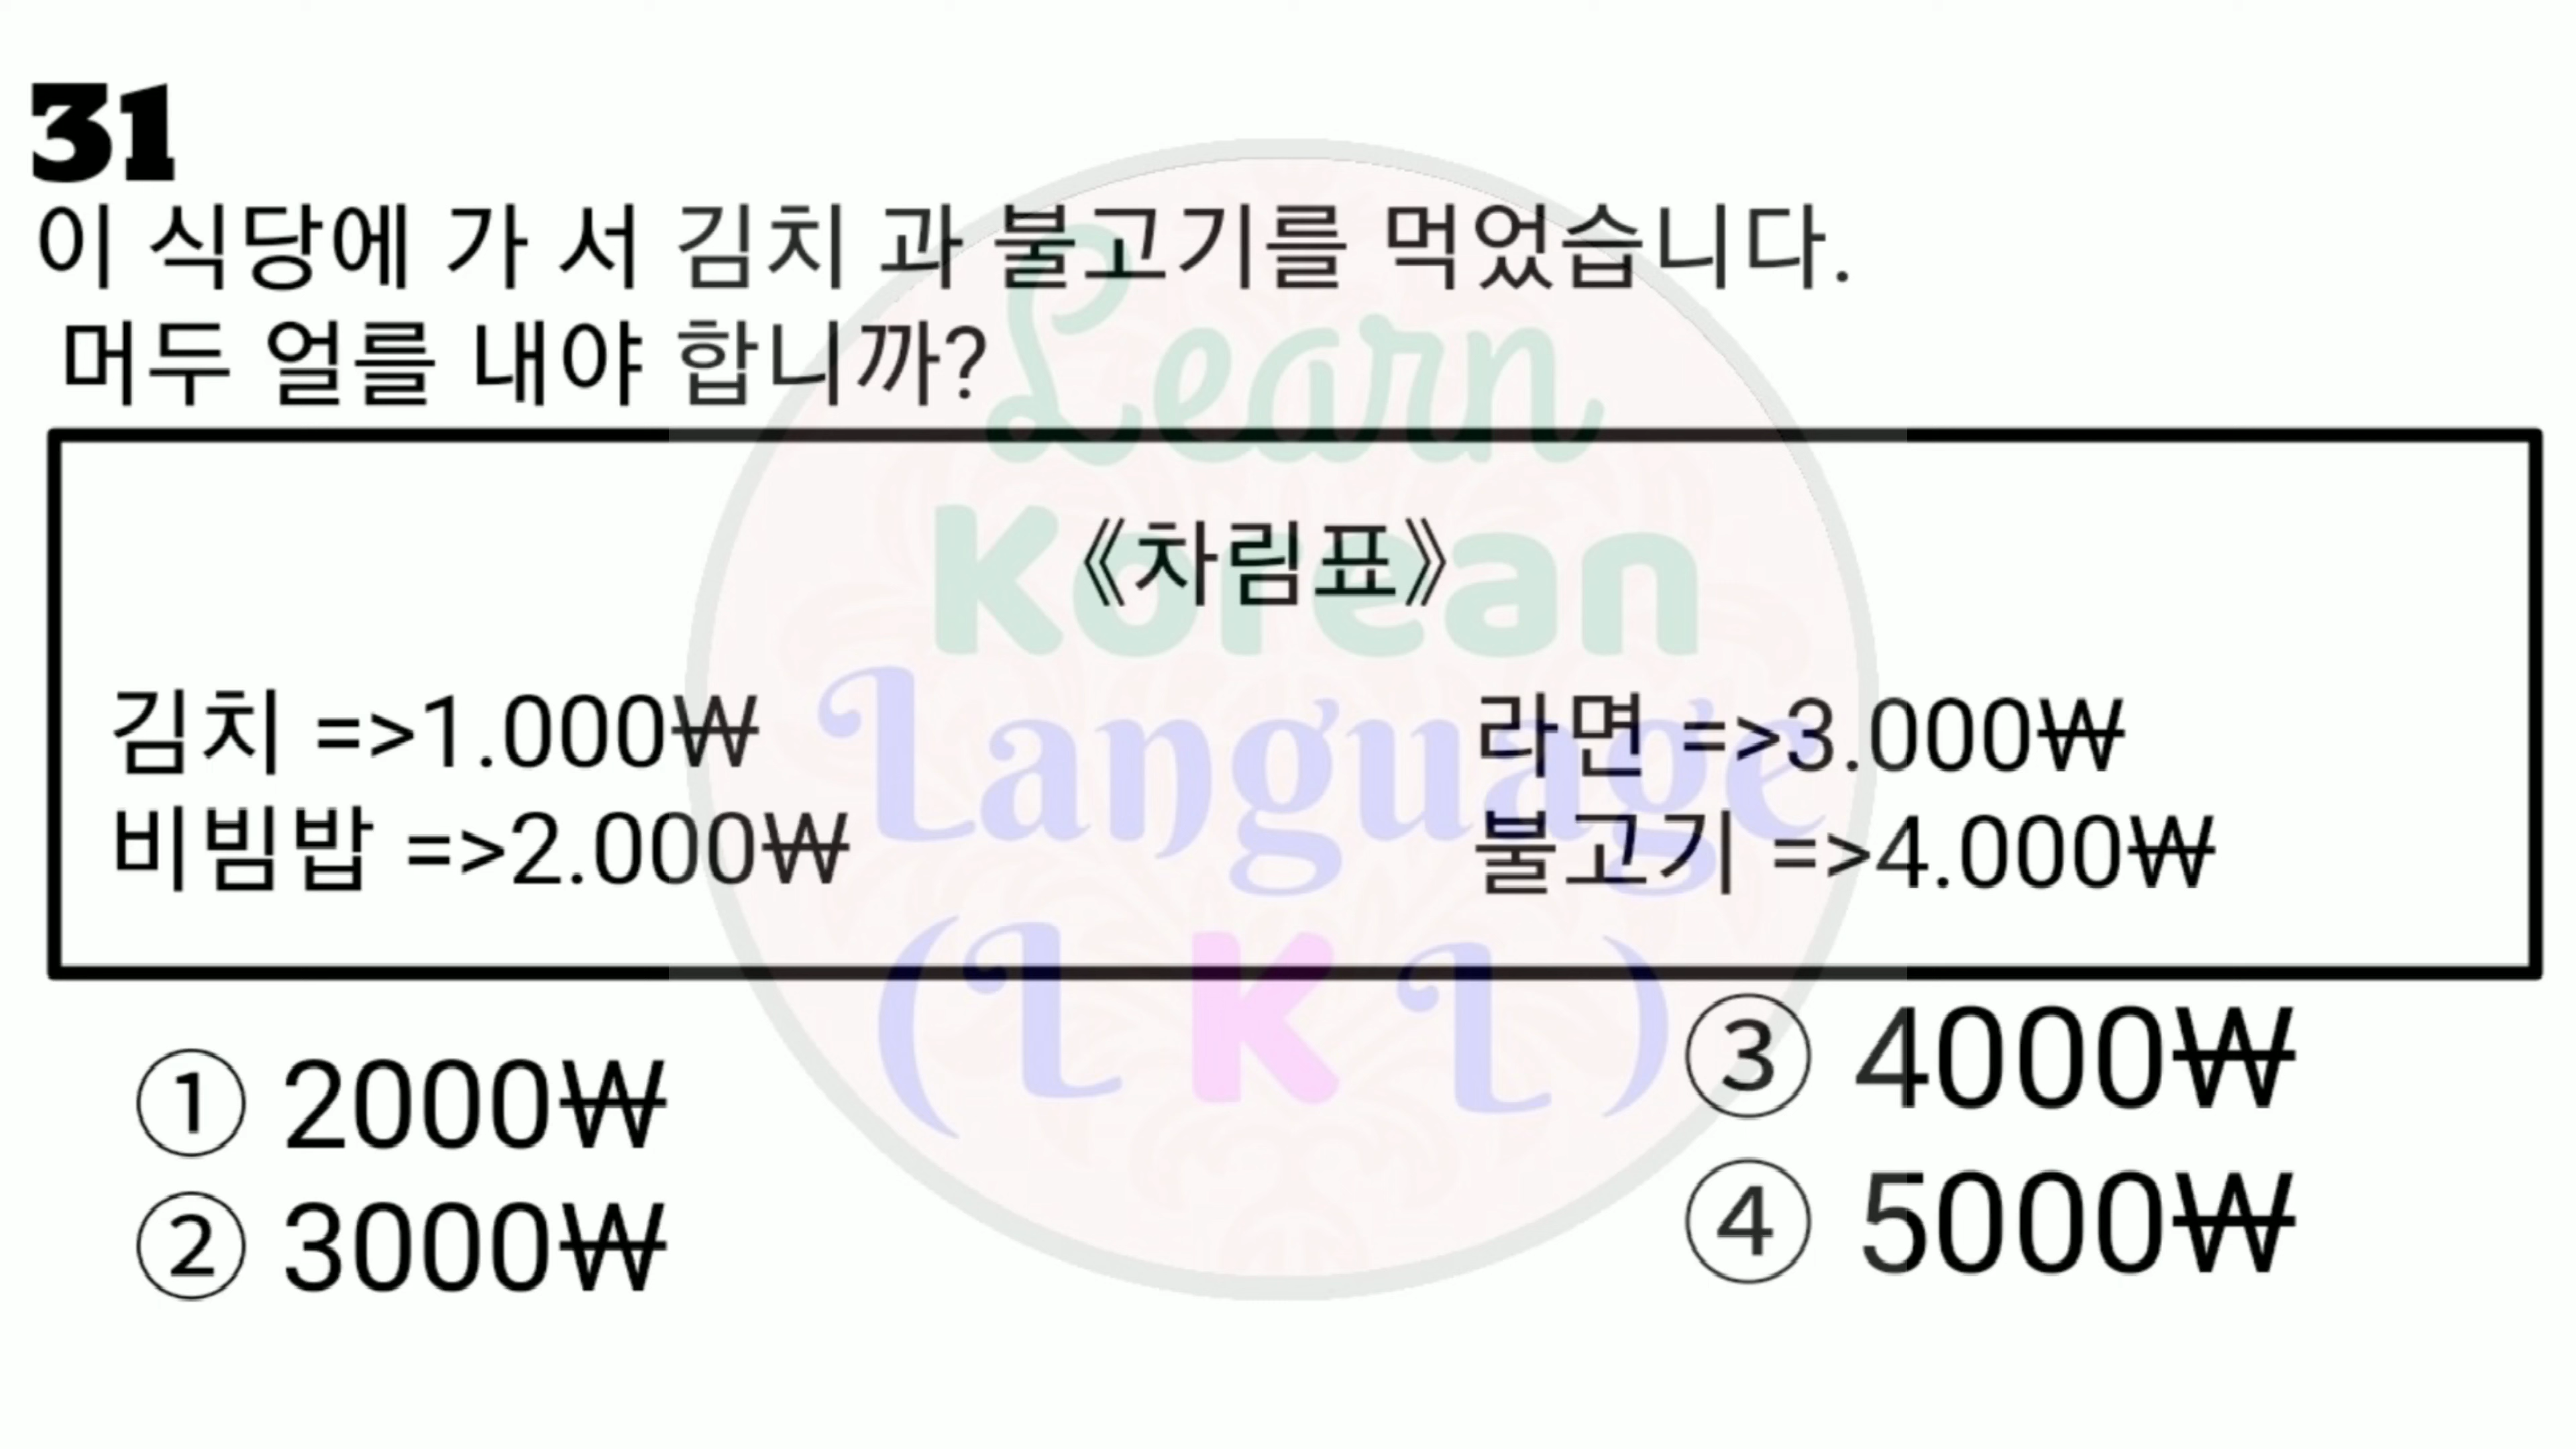 31
이 식당에 가 서 김치 과 불고기를 먹었습니다.
머두 얼를 내야 합니까?
《차림표》
김치 =>1.000₩
라면 =>3.000₩
비빔밥 =>2.000₩
불고기 =>4.000₩
① 2000₩
② 3000₩
③ 4000₩
④ 5000₩
Learn
Korean
Language
(L K L)